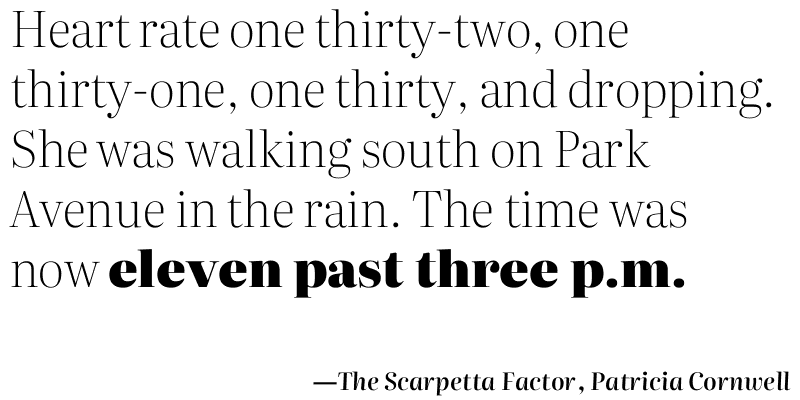 Heart rate one thirty-two, one
thirty-one, one thirty, and dropping.
She was walking south on Park
Avenue in the rain. The time was
now eleven past three p.m.
—The Scarpetta Factor, Patricia Cornwell